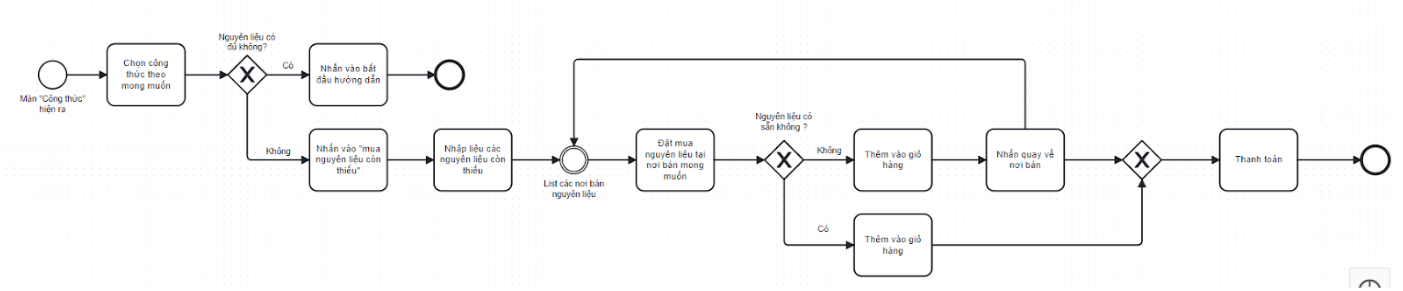 Màn "Công thức"
hiện ra
Chọn công
thức theo
mong muốn
Nguyên liệu có
đủ không?
Có
Nhấn vào bắt
đầu hướng dẫn
Không
Nhấn vào "mua
nguyên liệu còn
thiếu"
Nhập liệu các
nguyên liệu còn
thiếu
List các nơi bán
nguyên liệu
Đặt mua
nguyên liệu tại
nơi bán mong
muốn
Nguyên liệu có
sẵn không ?
Không
Thêm vào giỏ
hàng
Nhấn quay về
nơi bán
Có
Thêm vào giỏ
hàng
Thanh toán